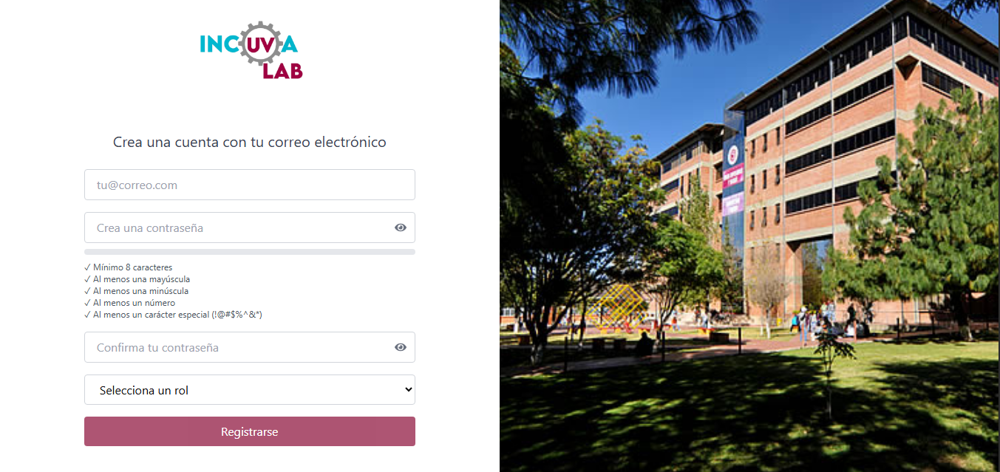 INCUVA
LAB
Crea una cuenta con tu correo electrónico
tu@correo.com
Crea una contraseña
✓ Mínimo 8 caracteres
✓ Al menos una mayúscula
✓ Al menos una minúscula
✓ Al menos un número
✓ Al menos un carácter especial (!@#$%^&*)
Confirma tu contraseña
Selecciona un rol
Registrarse